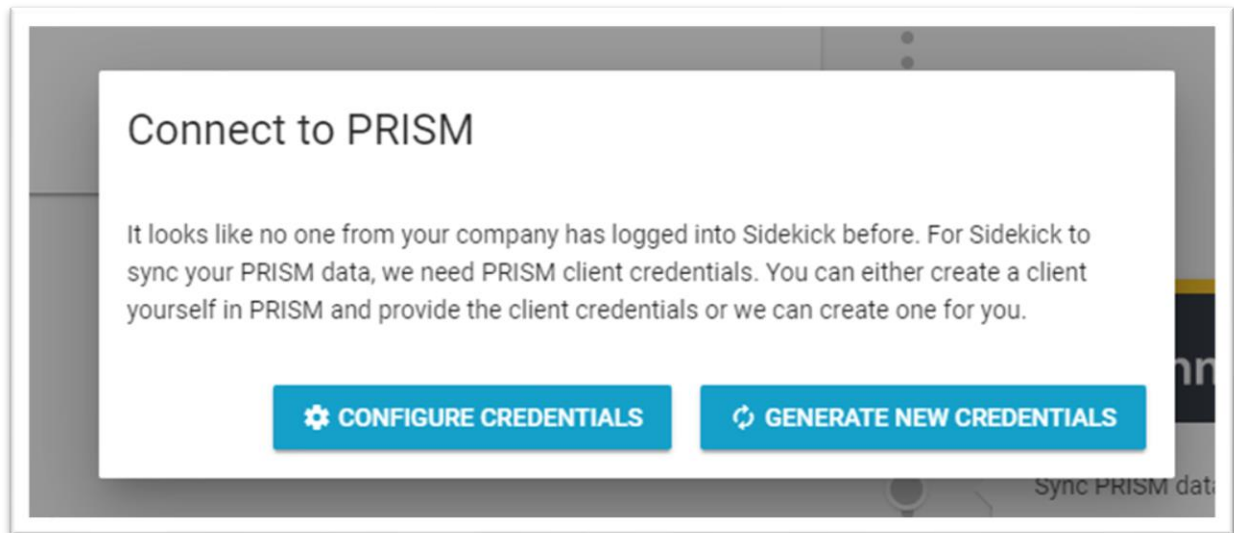 Connect to PRISM
It looks like no one from your company has logged into Sidekick before. For Sidekick to
sync your PRISM data, we need PRISM client credentials. You can either create a client
yourself in PRISM and provide the client credentials or we can create one for you.
CONFIGURE CREDENTIALS GENERATE NEW CREDENTIALS
Sync PRISM data